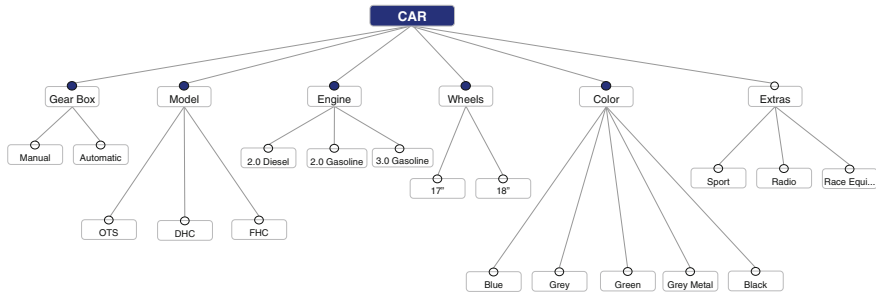 CAR
Gear Box
Model
Engine
Wheels
Color
Extras
Manual
Automatic
2.0 Diesel
2.0 Gasoline
3.0 Gasoline
17”
18”
Sport
Radio
Race Equi...
OTS
DHC
FHC
Blue
Grey
Green
Grey Metal
Black